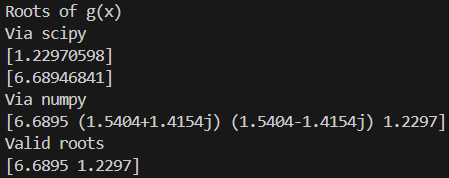 Roots of g(x)
Via scipy
[1.22970598]
[6.68946841]
Via numpy
[6.6895 (1.5404+1.4154j) (1.5404-1.4154j) 1.2297]
Valid roots
[6.6895 1.2297]